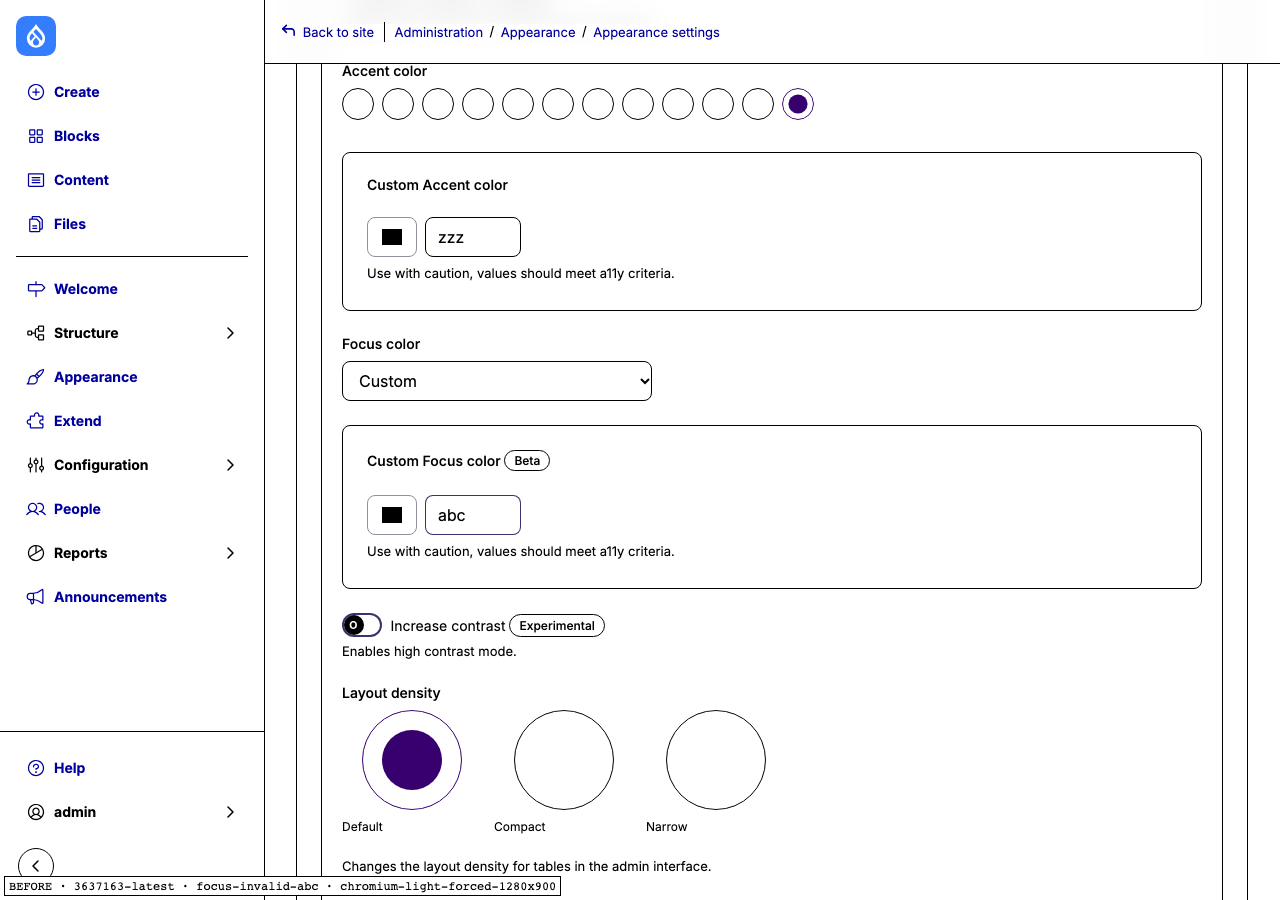 Back to site
Administration / Appearance / Appearance settings
Create
Blocks
Content
Files
Welcome
Structure
Appearance
Extend
Configuration
People
Reports
Announcements
Help
admin
Accent color
Custom Accent color
zzz
Use with caution, values should meet a11y criteria.
Focus color
Custom
Custom Focus color Beta
abc
Use with caution, values should meet a11y criteria.
Increase contrast Experimental
Enables high contrast mode.
Layout density
Default
Compact
Narrow
Changes the layout density for tables in the admin interface.
BEFORE · 3637163-latest · focus-invalid-abc · chromium-light-forced-1280x900